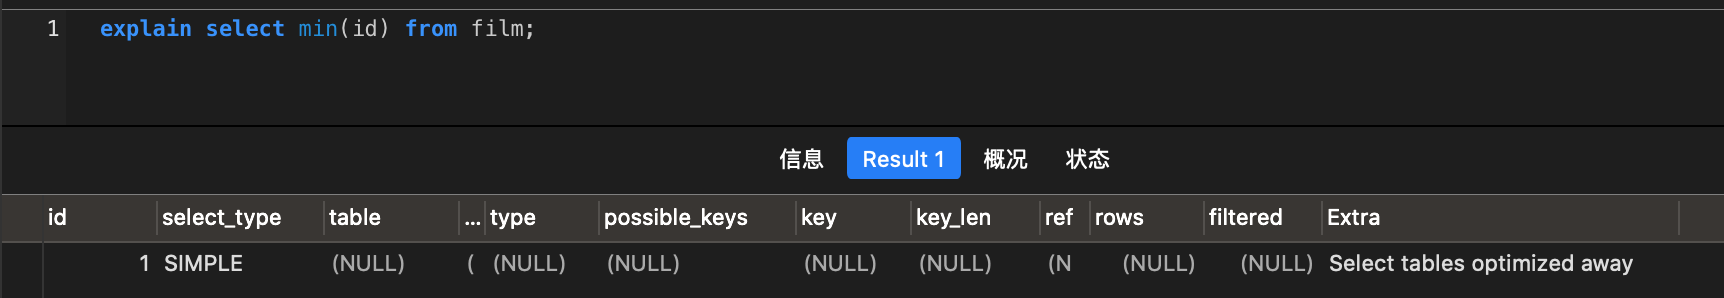 1 explain select min(id) from film;
信息 Result 1 概况 状态
id select_type table ... type possible_keys key key_len ref rows filtered Extra
1 SIMPLE (NULL) ( (NULL) (NULL) (NULL) (NULL) (N (NULL) (NULL) Select tables optimized away